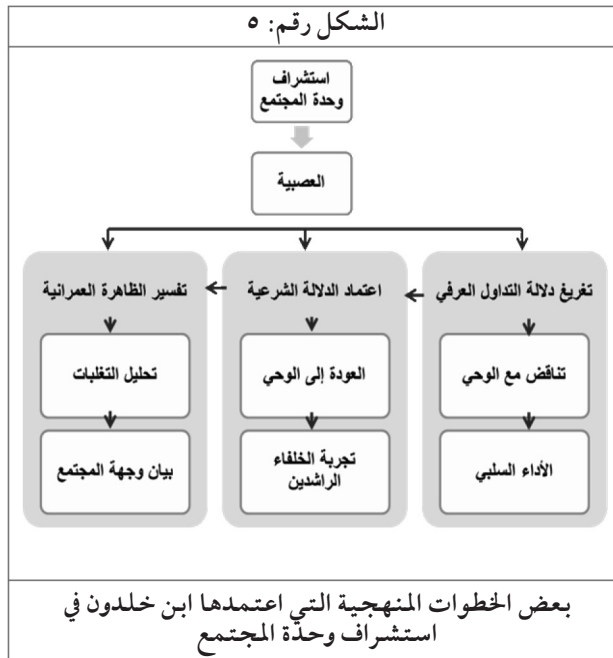 الشكل رقم: ٥
استشراف
وحدة المجتمع
العصبية
تفريغ دلالة التداول العرفي
اعتماد الدلالة الشرعية
تفسير الظاهرة العمرانية
تناقض مع الوحي
العودة إلى الوحي
تحليل التغلبات
الأداء السلبي
تجربة الخلفاء
الراشدين
بيان وجهة المجتمع
بعض الخطوات المنهجية التي اعتمدها ابن خلدون في
استشراف وحدة المجتمع